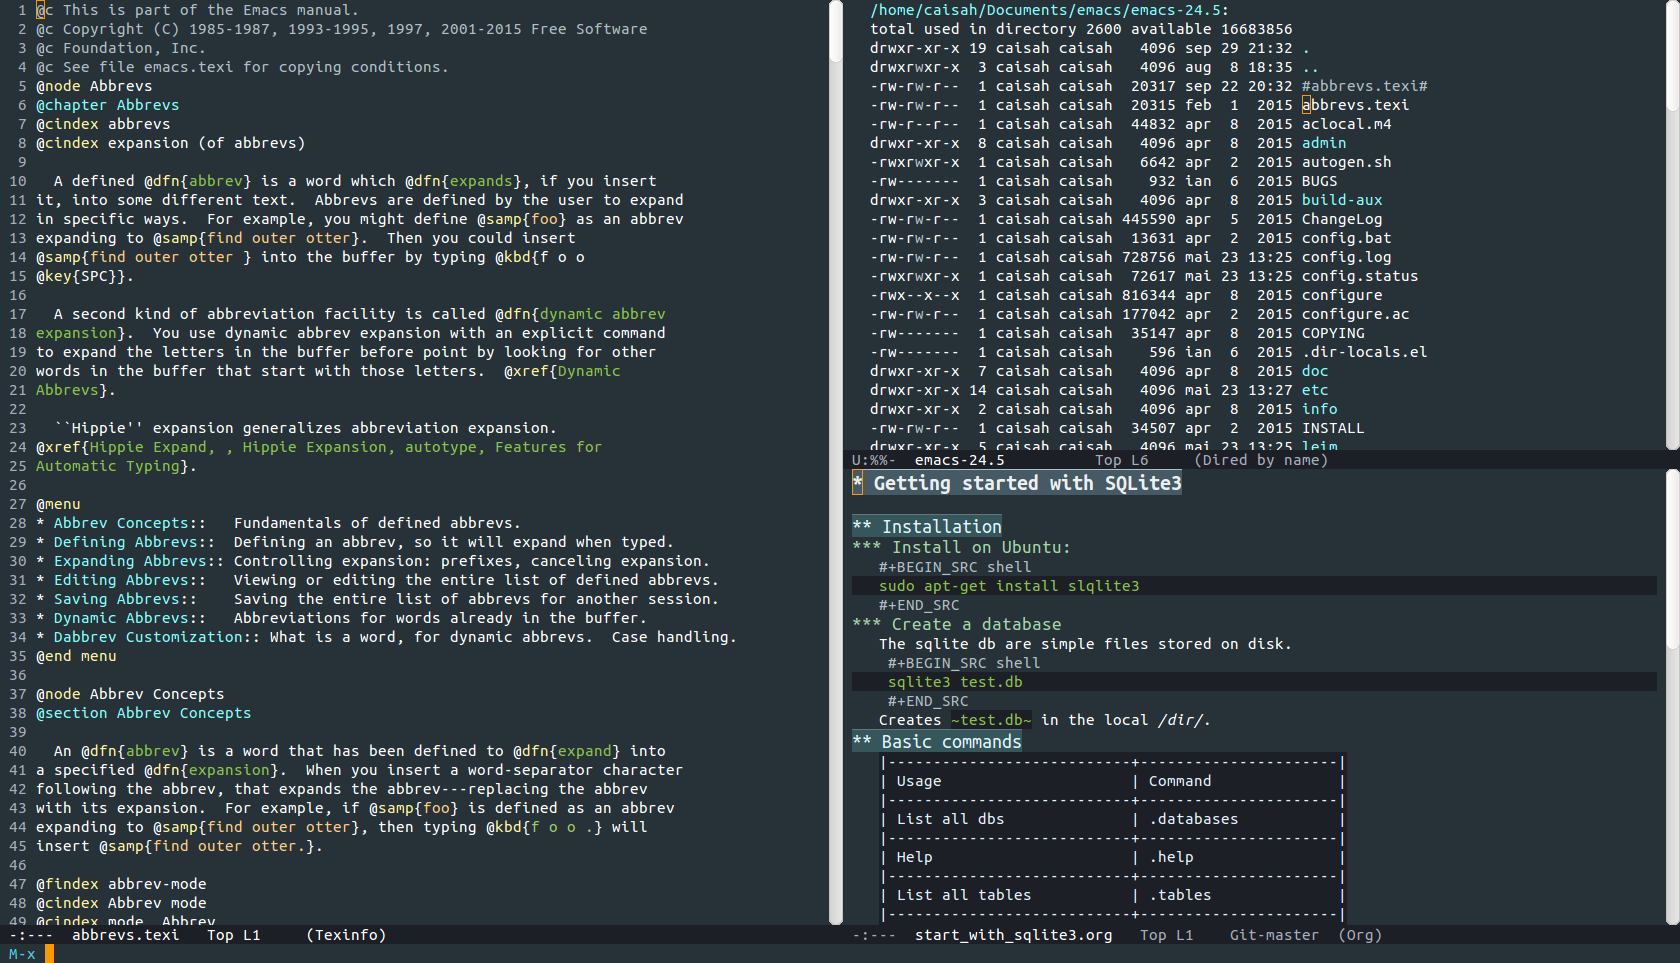 1 @c This is part of the Emacs manual.
2 @c Copyright (C) 1985-1987, 1993-1995, 1997, 2001-2015 Free Software
3 @c Foundation, Inc.
4 @c See file emacs.texi for copying conditions.
5 @node Abbrevs
6 @chapter Abbrevs
7 @cindex abbrevs
8 @cindex expansion (of abbrevs)
9
10   A defined @dfn{abbrev} is a word which @dfn{expands}, if you insert
11 it, into some different text.  Abbrevs are defined by the user to expand
12 in specific ways.  For example, you might define @samp{foo} as an abbrev
13 expanding to @samp{find outer otter}.  Then you could insert
14 @samp{find outer otter } into the buffer by typing @kbd{f o o
15 @key{SPC}}.
16
17   A second kind of abbreviation facility is called @dfn{dynamic abbrev
18 expansion}.  You use dynamic abbrev expansion with an explicit command
19 to expand the letters in the buffer before point by looking for other
20 words in the buffer that start with those letters.  @xref{Dynamic
21 Abbrevs}.
22
23   ``Hippie'' expansion generalizes abbreviation expansion.
24 @xref{Hippie Expand, , Hippie Expansion, autotype, Features for
25 Automatic Typing}.
26
27 @menu
28 * Abbrev Concepts::   Fundamentals of defined abbrevs.
29 * Defining Abbrevs::  Defining an abbrev, so it will expand when typed.
30 * Expanding Abbrevs:: Controlling expansion: prefixes, canceling expansion.
31 * Editing Abbrevs::   Viewing or editing the entire list of defined abbrevs.
32 * Saving Abbrevs::    Saving the entire list of abbrevs for another session.
33 * Dynamic Abbrevs::   Abbreviations for words already in the buffer.
34 * Dabbrev Customization:: What is a word, for dynamic abbrevs.  Case handling.
35 @end menu
36
37 @node Abbrev Concepts
38 @section Abbrev Concepts
39
40   An @dfn{abbrev} is a word that has been defined to @dfn{expand} into
41 a specified @dfn{expansion}.  When you insert a word-separator character
42 following the abbrev, that expands the abbrev---replacing the abbrev
43 with its expansion.  For example, if @samp{foo} is defined as an abbrev
44 expanding to @samp{find outer otter}, then typing @kbd{f o o .} will
45 insert @samp{find outer otter.}.
46
47 @findex abbrev-mode
48 @cindex Abbrev mode
49 @cindex mode, Abbrev
-:---  abbrevs.texi   Top L1     (Texinfo)
M-x
/home/caisah/Documents/emacs/emacs-24.5:
total used in directory 2600 available 16683856
drwxr-xr-x 19 caisah caisah   4096 sep 29 21:32 .
drwxrwxr-x  3 caisah caisah   4096 aug  8 18:35 ..
-rw-rw-r--  1 caisah caisah  20317 sep 22 20:32 #abbrevs.texi#
-rw-rw-r--  1 caisah caisah  20315 feb  1  2015 abbrevs.texi
-rw-r--r--  1 caisah caisah  44832 apr  8  2015 aclocal.m4
drwxr-xr-x  8 caisah caisah   4096 apr  8  2015 admin
-rwxrwxr-x  1 caisah caisah   6642 apr  2  2015 autogen.sh
-rw-------  1 caisah caisah    932 ian  6  2015 BUGS
drwxr-xr-x  3 caisah caisah   4096 apr  8  2015 build-aux
-rw-rw-r--  1 caisah caisah 445590 apr  5  2015 ChangeLog
-rw-rw-r--  1 caisah caisah  13631 apr  2  2015 config.bat
-rw-rw-r--  1 caisah caisah 728756 mai 23 13:25 config.log
-rwxrwxr-x  1 caisah caisah  72617 mai 23 13:25 config.status
-rwx--x--x  1 caisah caisah 816344 apr  8  2015 configure
-rw-rw-r--  1 caisah caisah 177042 apr  2  2015 configure.ac
-rw-------  1 caisah caisah  35147 apr  8  2015 COPYING
-rw-------  1 caisah caisah    596 ian  6  2015 .dir-locals.el
drwxr-xr-x  7 caisah caisah   4096 apr  8  2015 doc
drwxr-xr-x 14 caisah caisah   4096 mai 23 13:27 etc
drwxr-xr-x  2 caisah caisah   4096 apr  8  2015 info
-rw-rw-r--  1 caisah caisah  34507 apr  2  2015 INSTALL
drwxr-xr-x  5 caisah caisah   4096 mai 23 13:25 leim
U:%%-  emacs-24.5          Top L6     (Dired by name)
* Getting started with SQLite3
** Installation
*** Install on Ubuntu:
#+BEGIN_SRC shell
sudo apt-get install slqlite3
#+END_SRC
*** Create a database
The sqlite db are simple files stored on disk.
#+BEGIN_SRC shell
sqlite3 test.db
#+END_SRC
Creates ~test.db~ in the local /dir/.
** Basic commands
|---------------------------+----------------------|
| Usage                     | Command              |
|---------------------------+----------------------|
| List all dbs              | .databases           |
|---------------------------+----------------------|
| Help                      | .help                |
|---------------------------+----------------------|
| List all tables           | .tables              |
|---------------------------+----------------------|
-:---  start_with_sqlite3.org   Top L1    Git-master  (Org)